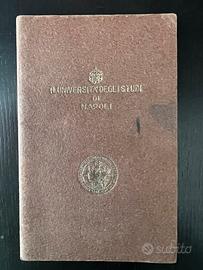 R. UNIVERSITÀ DEGLI STUDI
DI
NAPOLI
subito